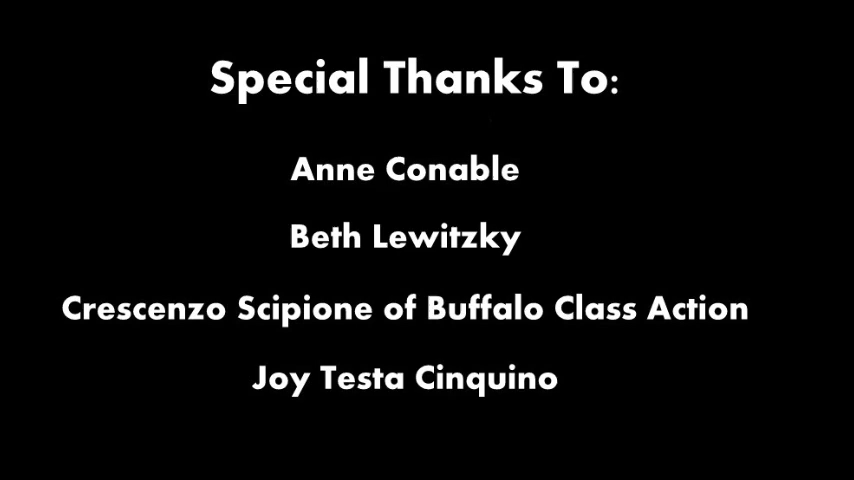 Special Thanks To:
Anne Conable
Beth Lewitzky
Crescenzo Scipione of Buffalo Class Action
Joy Testa Cinquino